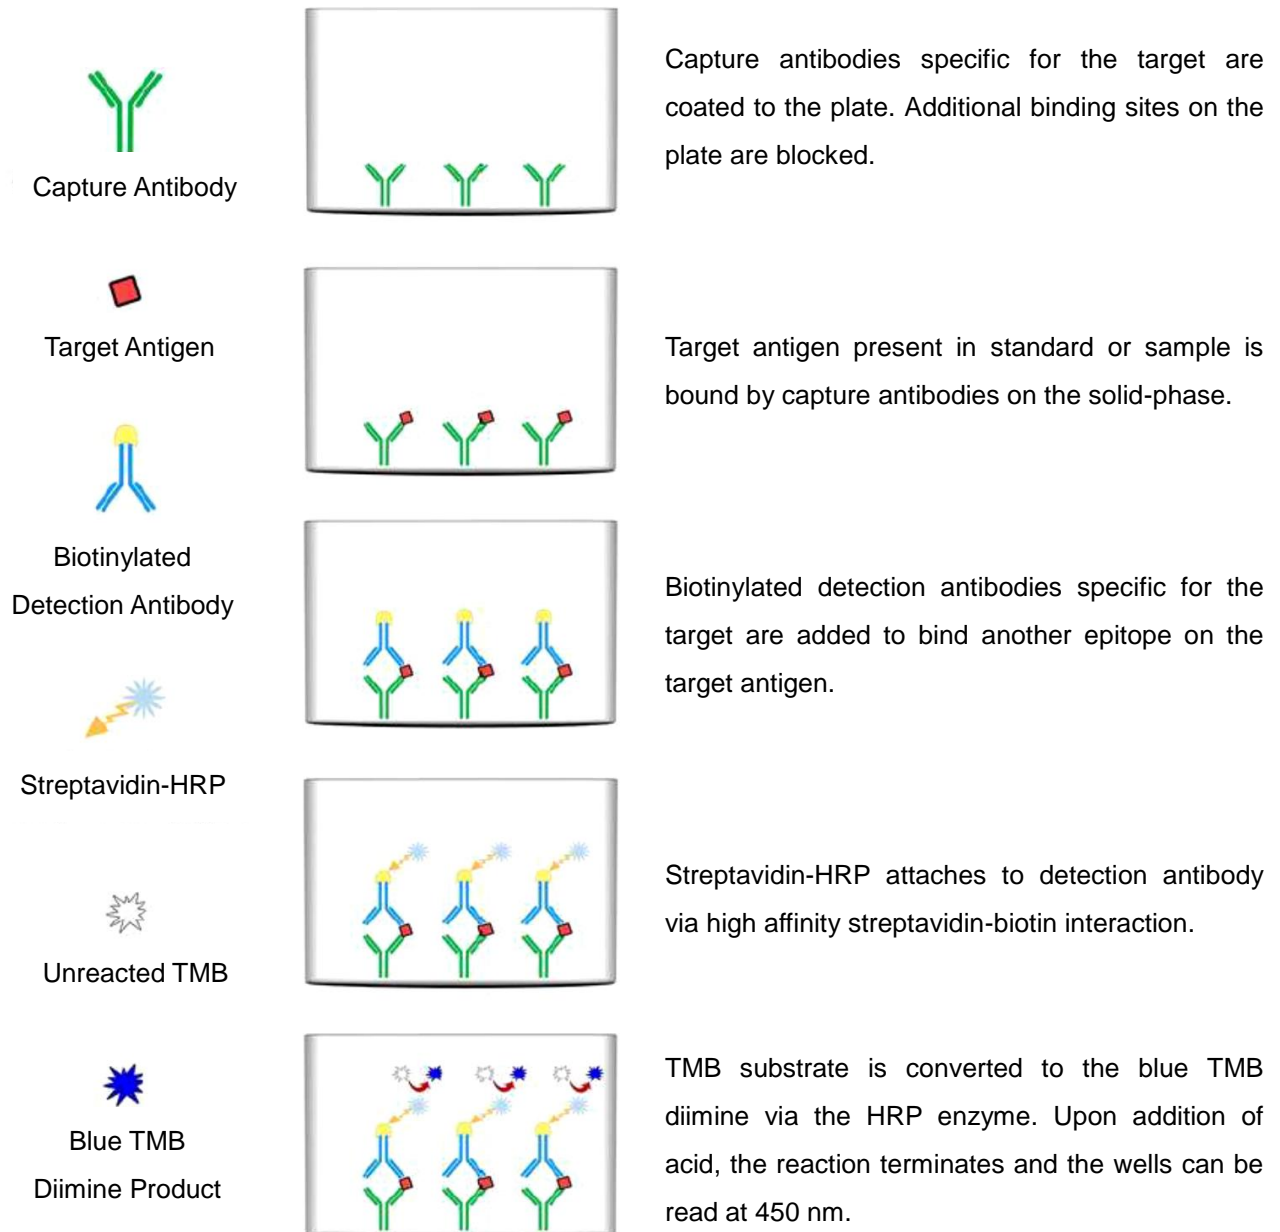 Capture Antibody
Capture antibodies specific for the target are
coated to the plate. Additional binding sites on the
plate are blocked.
Target Antigen
Target antigen present in standard or sample is
bound by capture antibodies on the solid-phase.
Biotinylated
Detection Antibody
Biotinylated detection antibodies specific for the
target are added to bind another epitope on the
target antigen.
Streptavidin-HRP
Streptavidin-HRP attaches to detection antibody
via high affinity streptavidin-biotin interaction.
Unreacted TMB
Blue TMB
Diimine Product
TMB substrate is converted to the blue TMB
diimine via the HRP enzyme. Upon addition of
acid, the reaction terminates and the wells can be
read at 450 nm.